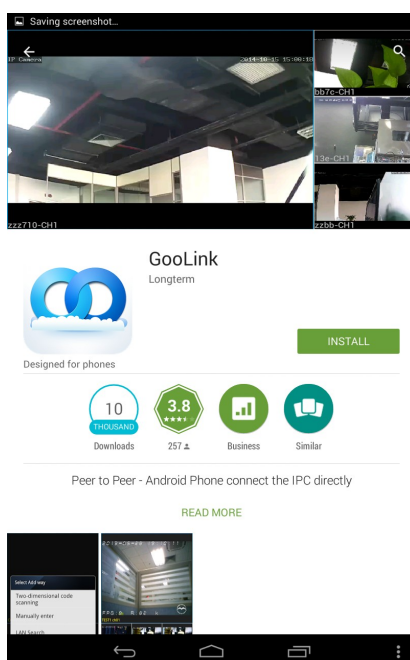 Saving screenshot...
IP Camera
2014-10-15 15:00:18
bb7c-CH1
13e-CH1
zzz710-CH1
zzbb-CH1
GooLink
Longterm
INSTALL
Designed for phones
10
THOUSAND
Downloads
3.8
257
Business
Similar
Peer to Peer - Android Phone connect the IPC directly
READ MORE
Select Add way
Two-dimensional code
scanning
Manually enter
LAN Search